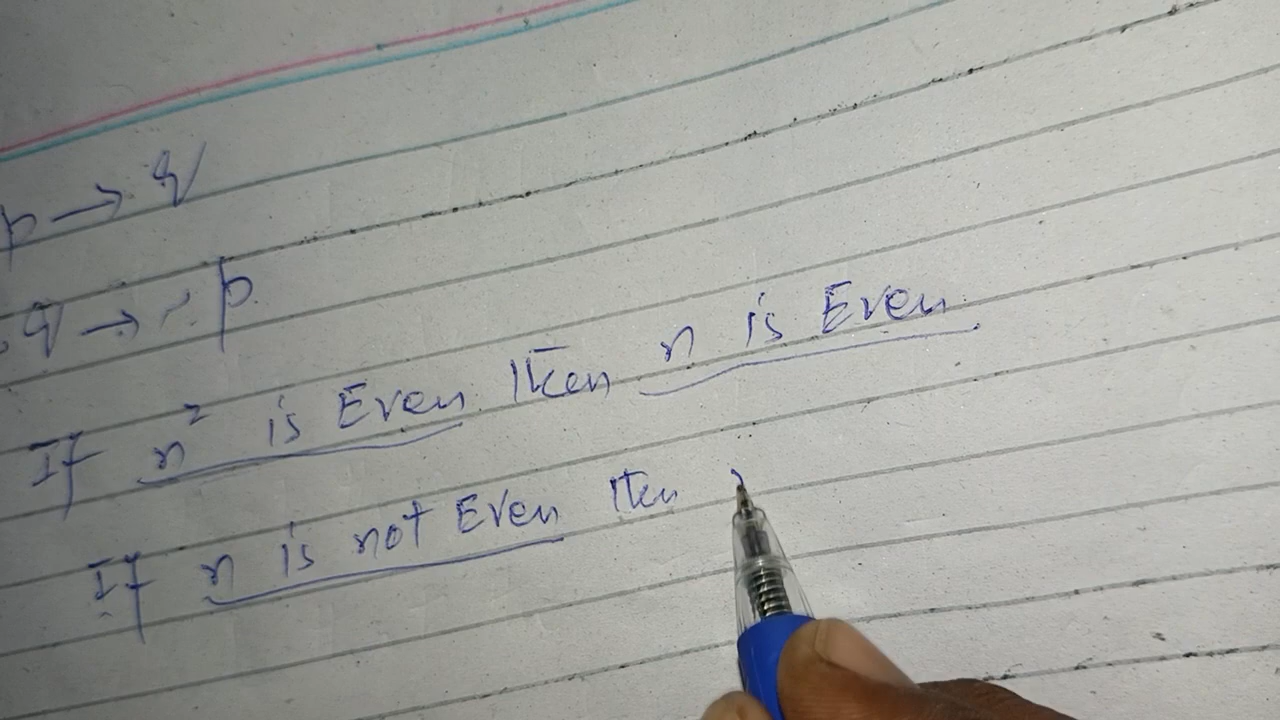 p → q
~q → ~p
If n² is Even then n is Even
If n is not Even then